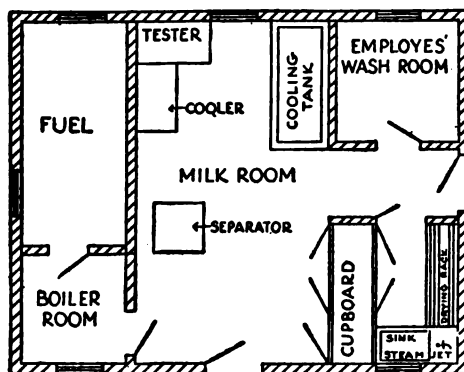 TESTER
EMPLOYES'
WASH ROOM
COOLING
TANK
COOLER
FUEL
MILK ROOM
SEPARATOR
BOILER
ROOM
CUPBOARD
DRYING RACK
SINK
STEAM JET